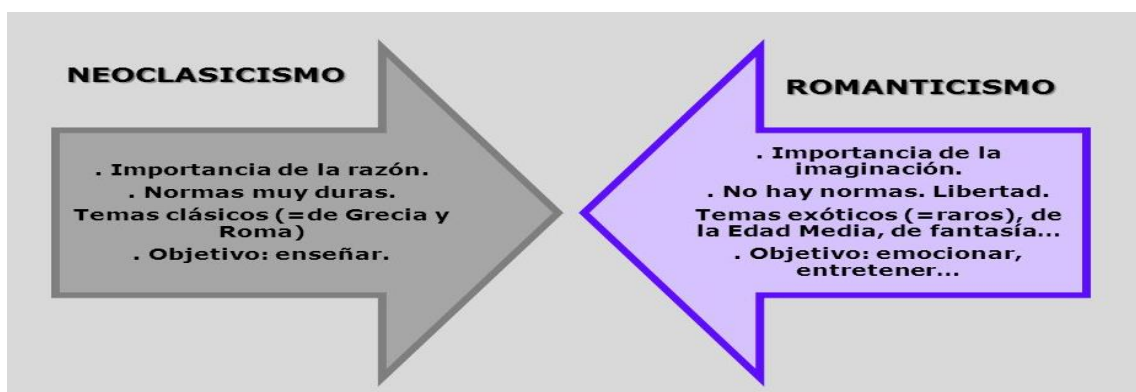 NEOCLASICISMO
. Importancia de la razón.
. Normas muy duras.
Temas clásicos (=de Grecia y
Roma)
. Objetivo: enseñar.
ROMANTICISMO
. Importancia de la
imaginación.
. No hay normas. Libertad.
Temas exóticos (=raros), de
la Edad Media, de fantasía...
. Objetivo: emocionar,
entretener...